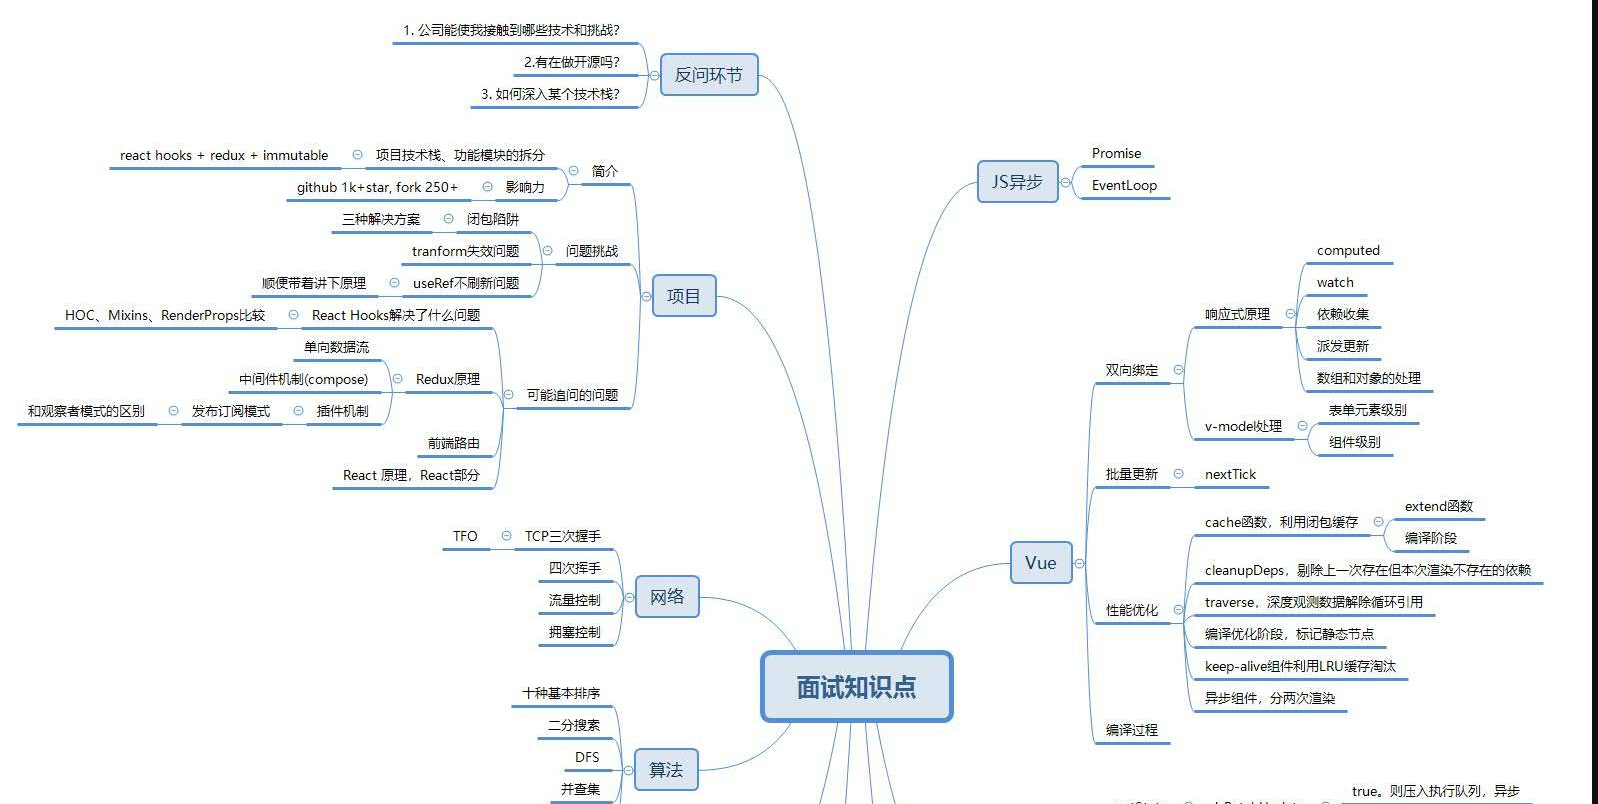 面试知识点
反问环节
1. 公司能使我接触到哪些技术和挑战？
2.有在做开源吗？
3. 如何深入某个技术栈？
项目
简介
项目技术栈、功能模块的拆分
react hooks + redux + immutable
影响力
github 1k+star, fork 250+
问题挑战
闭包陷阱
三种解决方案
tranform失效问题
useRef不刷新问题
顺便带着讲下原理
可能追问的问题
React Hooks解决了什么问题
HOC、Mixins、RenderProps比较
Redux原理
单向数据流
中间件机制(compose)
插件机制
发布订阅模式
和观察者模式的区别
前端路由
React 原理，React部分
网络
TCP三次握手
TFO
四次挥手
流量控制
拥塞控制
算法
十种基本排序
二分搜索
DFS
并查集
JS异步
Promise
EventLoop
Vue
双向绑定
响应式原理
computed
watch
依赖收集
派发更新
数组和对象的处理
v-model处理
表单元素级别
组件级别
批量更新
nextTick
性能优化
cache函数，利用闭包缓存
extend函数
编译阶段
cleanupDeps，剔除上一次存在但本次渲染不存在的依赖
traverse，深度观测数据解除循环引用
编译优化阶段，标记静态节点
keep-alive组件利用LRU缓存淘汰
异步组件，分两次渲染
编译过程
true。则压入执行队列，异步